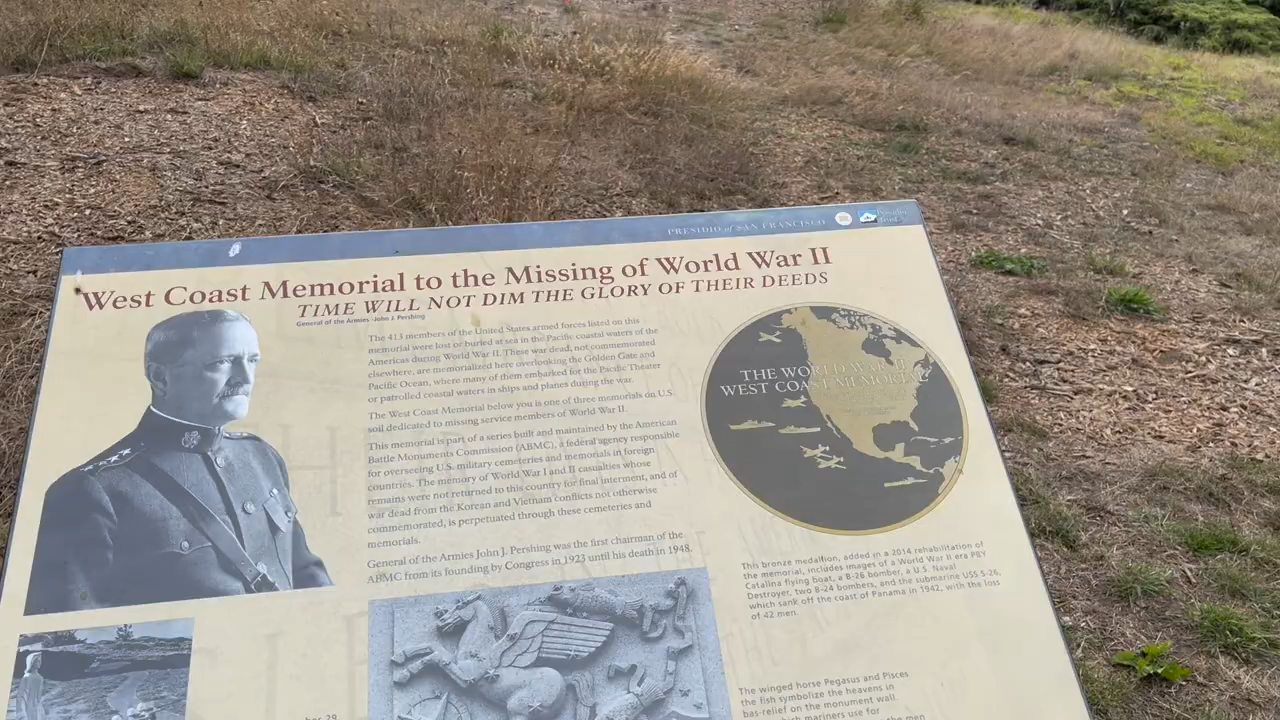 PRESIDIO of SAN FRANCISCO
West Coast Memorial to the Missing of World War II
TIME WILL NOT DIM THE GLORY OF THEIR DEEDS
General of the Armies -John J. Pershing
The 413 members of the United States armed forces listed on this
memorial were lost or buried at sea in the Pacific coastal waters of the
Americas during World War II. These war dead, not commemorated
elsewhere, are memorialized here overlooking the Golden Gate and
Pacific Ocean, where many of them embarked for the Pacific Theater
or patrolled coastal waters in ships and planes during the war.
The West Coast Memorial below you is one of three memorials on U.S.
soil dedicated to missing service members of World War II.
This memorial is part of a series built and maintained by the American
Battle Monuments Commission (ABMC), a federal agency responsible
for overseeing U.S. military cemeteries and memorials in foreign
countries. The memory of World War I and II casualties whose
remains were not returned to this country for final interment, and of
war dead from the Korean and Vietnam conflicts not otherwise
commemorated, is perpetuated through these cemeteries and
memorials.
General of the Armies John J. Pershing was the first chairman of the
ABMC from its founding by Congress in 1923 until his death in 1948.
THE WORLD WAR II
WEST COAST MEMORIAL
This bronze medallion, added in a 2014 rehabilitation of
the memorial, includes images of a World War II era PBY
Catalina flying boat, a B-26 bomber, a U.S. Naval
Destroyer, two B-24 bombers, and the submarine USS S-26,
which sank off the coast of Panama in 1942, with the loss
of 42 men.
The winged horse Pegasus and Pisces
the fish symbolize the heavens in
bas-relief on the monument wall.
which mariners use for
the men
29